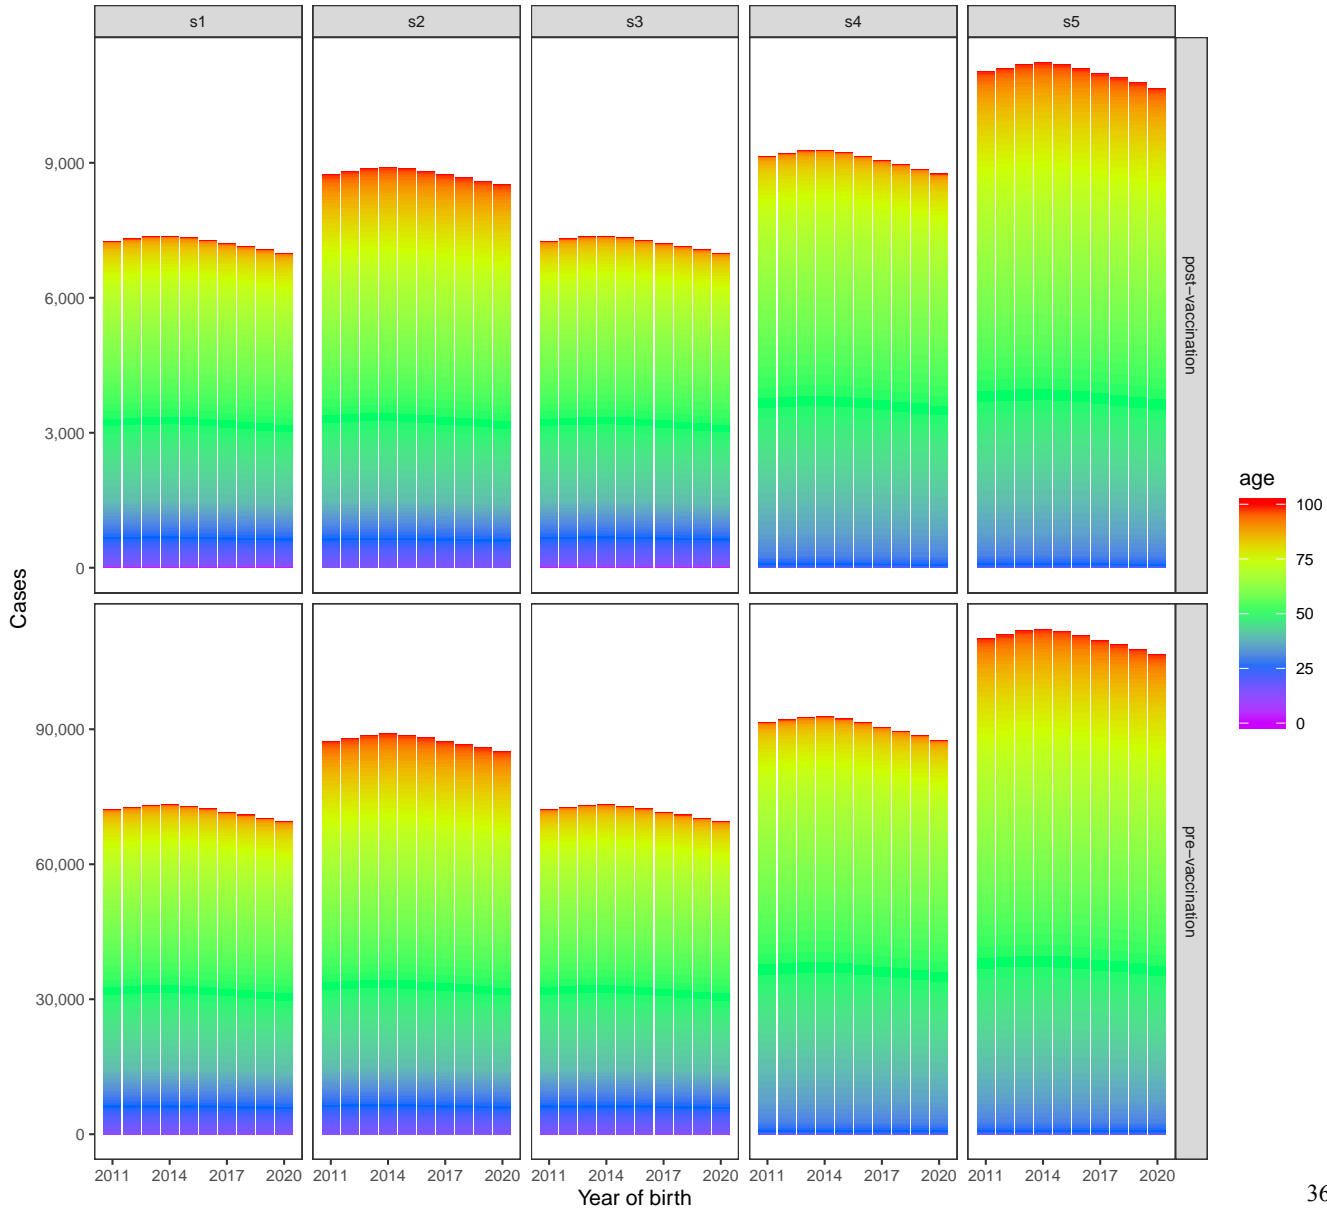 s1 s2 s3 s4 s5
9,000
6,000
3,000
0
post−vaccination
Cases
90,000
60,000
30,000
0
pre−vaccination
2011 2014 2017 2020 2011 2014 2017 2020 2011 2014 2017 2020 2011 2014 2017 2020 2011 2014 2017 2020
Year of birth
age
100
75
50
25
0
36